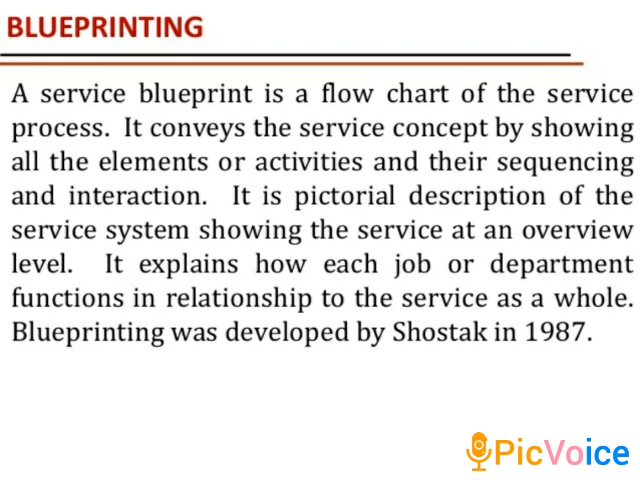 BLUEPRINTING
A service blueprint is a flow chart of the service
process. It conveys the service concept by showing
all the elements or activities and their sequencing
and interaction. It is pictorial description of the
service system showing the service at an overview
level. It explains how each job or department
functions in relationship to the service as a whole.
Blueprinting was developed by Shostak in 1987.
PicVoice